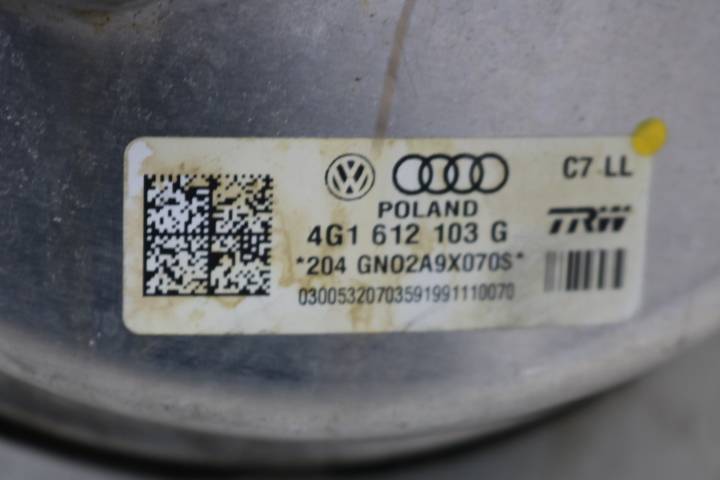 C7 LL
POLAND
TRW
4G1 612 103 G
*204 GN02A9X070S*
03005320703591991110070